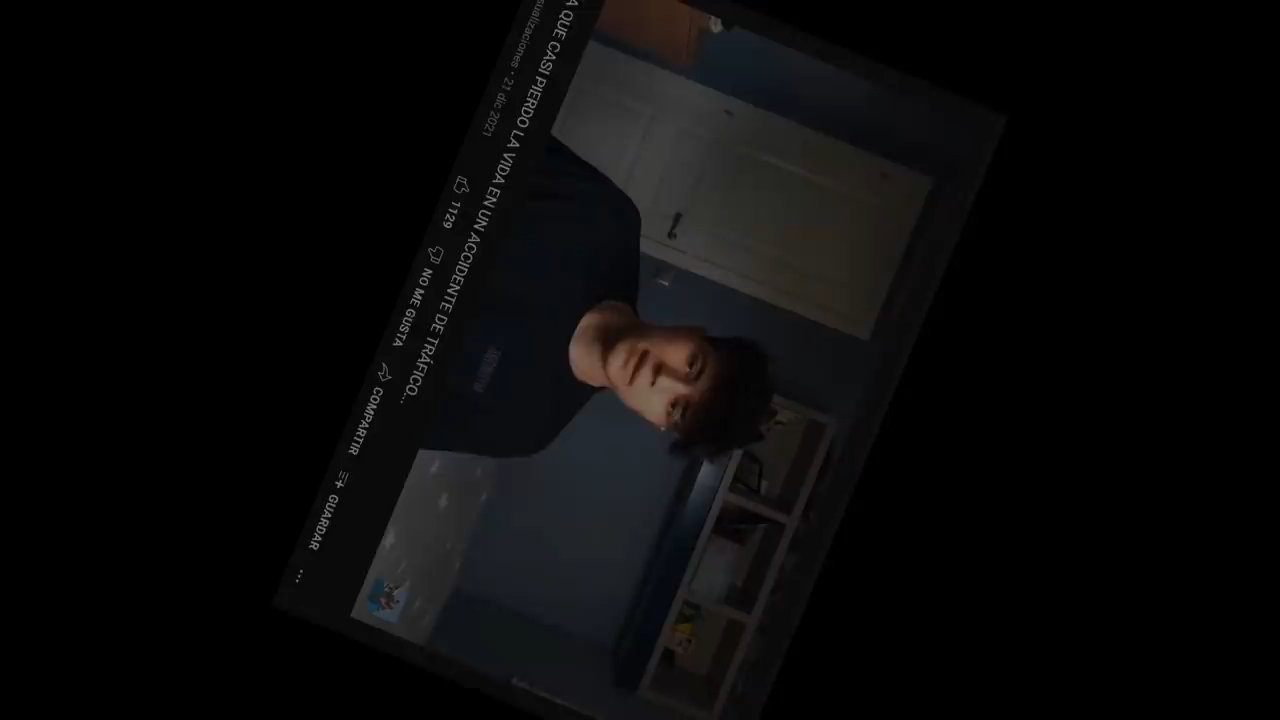 A QUE CASI PIERDO LA VIDA EN UN ACCIDENTE DE TRÁFICO...
sualizaciones · 21 dic 2021
1129 NO ME GUSTA COMPARTIR GUARDAR ...